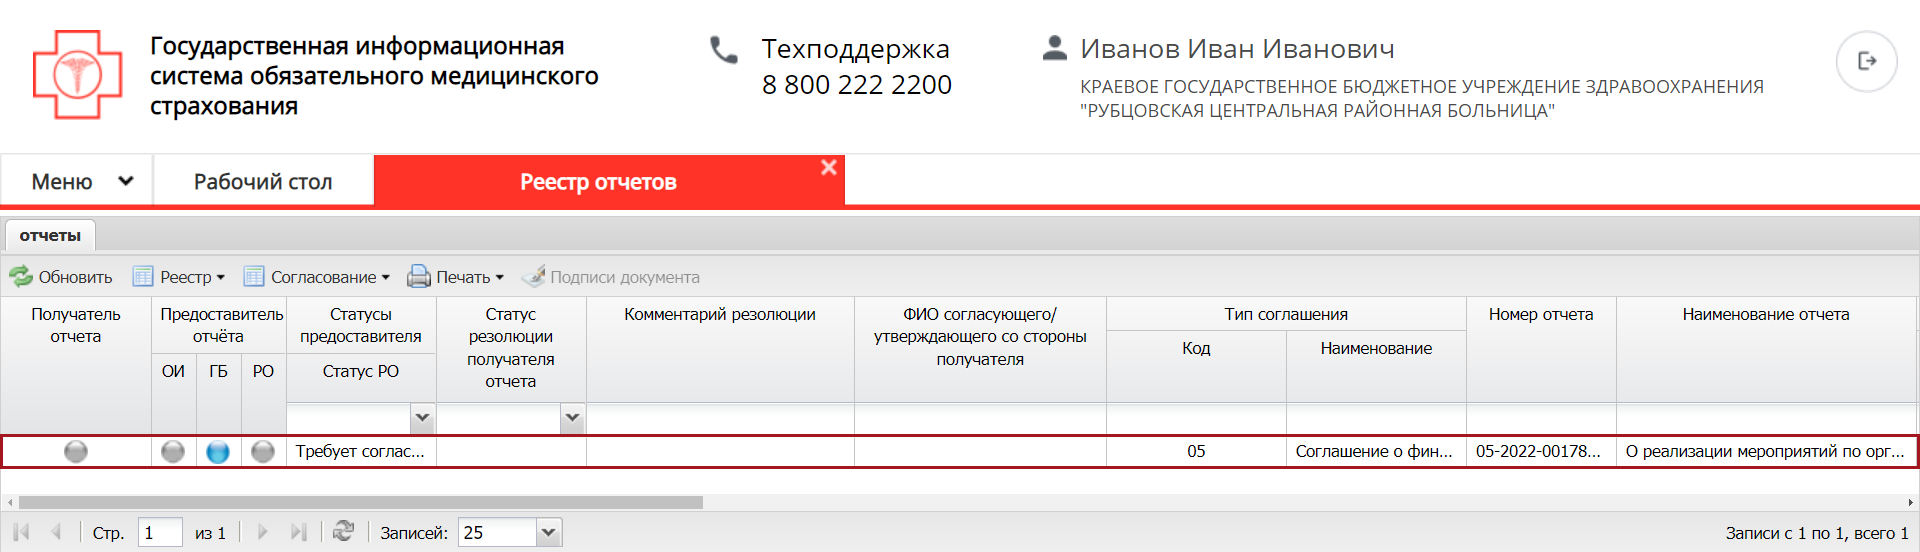 Государственная информационная
система обязательного медицинского
страхования
Техподдержка
8 800 222 2200
Иванов Иван Иванович
КРАЕВОЕ ГОСУДАРСТВЕННОЕ БЮДЖЕТНОЕ УЧРЕЖДЕНИЕ ЗДРАВООХРАНЕНИЯ
"РУБЦОВСКАЯ ЦЕНТРАЛЬНАЯ РАЙОННАЯ БОЛЬНИЦА"
Меню Рабочий стол Реестр отчетов
отчеты
Обновить Реестр Согласование Печать Подписи документа
Получатель
отчета
Предоставитель
отчёта
ОИ ГБ РО
Статусы
предоставителя
Статус РО
Статус
резолюции
получателя
отчета
Комментарий резолюции
ФИО согласующего/
утверждающего со стороны
получателя
Тип соглашения
Код Наименование
Номер отчета
Наименование отчета
Требует соглас... 05 Соглашение о фин... 05-2022-00178... О реализации мероприятий по орг...
Стр. 1 из 1 Записей: 25 Записи с 1 по 1, всего 1